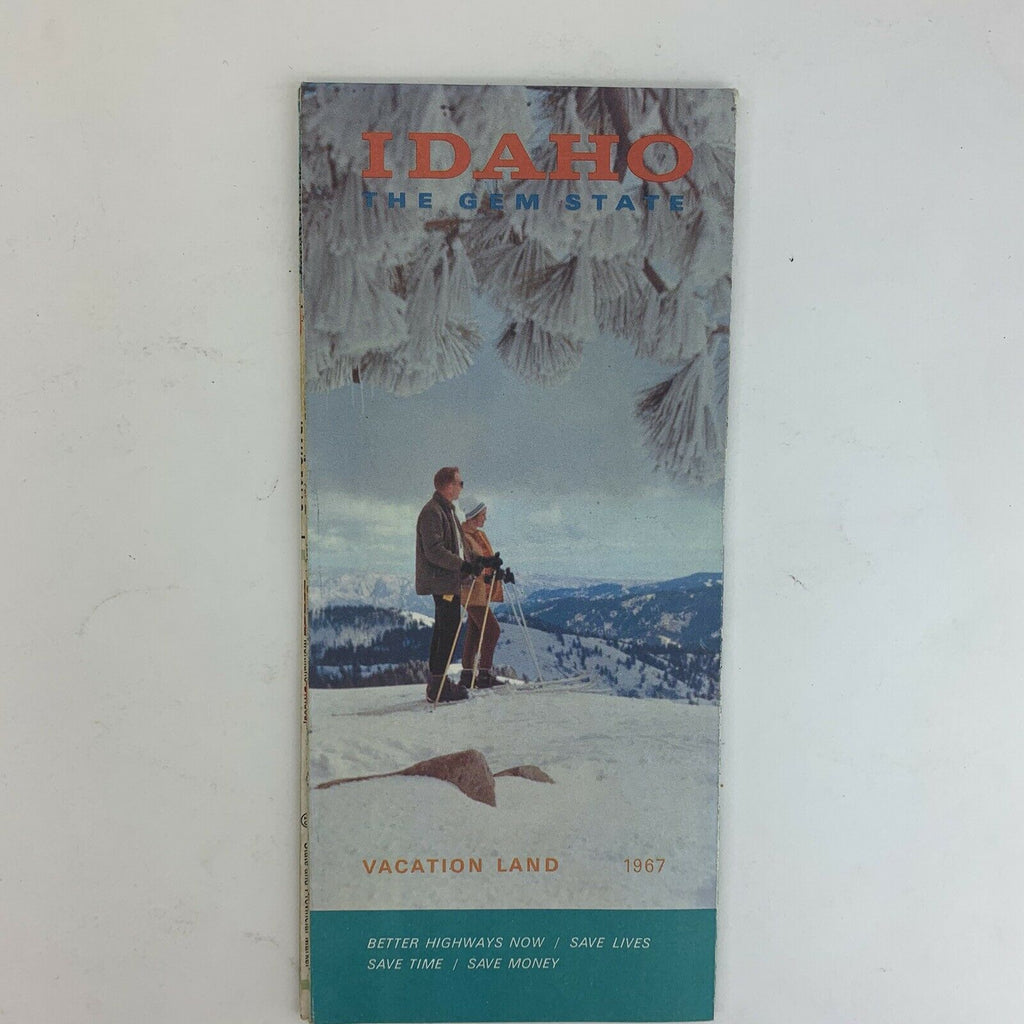 IDAHO
THE GEM STATE
VACATION LAND 1967
BETTER HIGHWAYS NOW / SAVE LIVES
SAVE TIME / SAVE MONEY